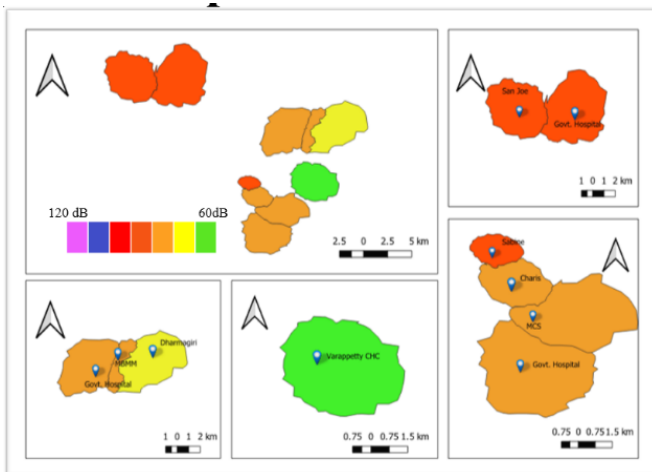 San Joe
Govt. Hospital
1 0 1 2 km
120 dB 60dB
2.5 0 2.5 5 km
Sabine
Charis
MCS
Govt. Hospital
0.75 0 0.75 1.5 km
Dharmagiri
HBMM
Govt. Hospital
1 0 1 2 km
Varappetty CHC
0.75 0 0.75 1.5 km